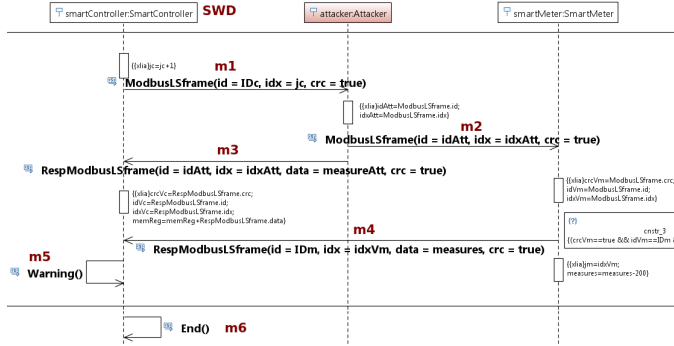 smartController:SmartController
SWD
attacker:Attacker
smartMeter:SmartMeter
{{xlia}jc=jc+1}
m1
ModbusLSframe(id = IDc, idx = jc, crc = true)
{{xlia}idAtt=ModbusLSframe.id;
idxAtt=ModbusLSframe.idx}
m2
ModbusLSframe(id = idAtt, idx = idxAtt, crc = true)
m3
RespModbusLSframe(id = idAtt, idx = idxAtt, data = measureAtt, crc = true)
{{xlia}crcVc=RespModbusLSframe.crc;
idVc=RespModbusLSframe.id;
idxVc=RespModbusLSframe.idx;
memReg=memReg+RespModbusLSframe.data}
{{xlia}crcVm=ModbusLSframe.crc,
idVm=ModbusLSframe.id;
idxVm=ModbusLSframe.idx}
{?}
cnstr_3
{{crcVm==true && idVm==IDm &
m4
RespModbusLSframe(id = IDm, idx = idxVm, data = measures, crc = true)
m5
Warning()
{{xlia}jm=idxVm;
measures=measures-200}
End()
m6